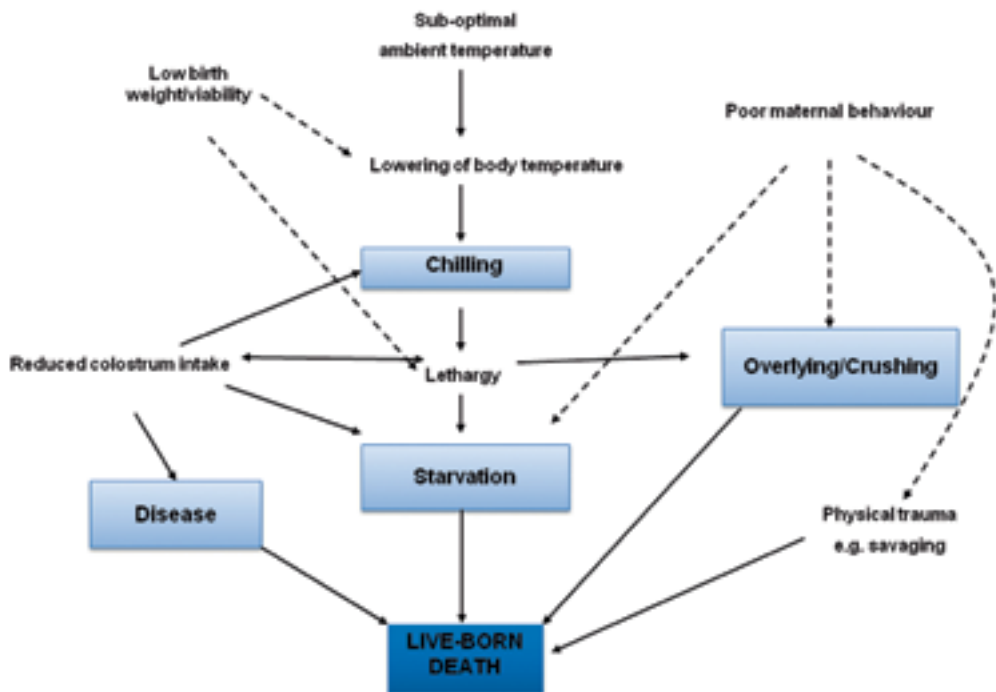 Sub-optimal
ambient temperature
Low birth
weight/viability
Poor maternal behaviour
Lowering of body temperature
Chilling
Reduced colostrum intake
Lethargy
Overlying/Crushing
Starvation
Disease
Physical trauma
e.g. savaging
LIVE-BORN
DEATH